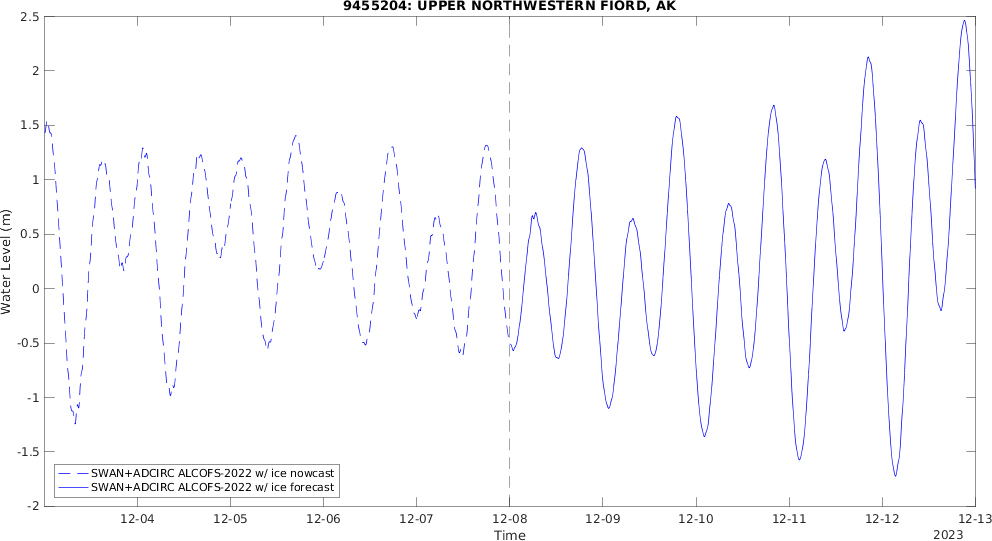 9455204: UPPER NORTHWESTERN FIORD, AK
2.5
2
1.5
1
0.5
0
-0.5
-1
-1.5
-2
Water Level (m)
SWAN+ADCIRC ALCOFS-2022 w/ ice nowcast
SWAN+ADCIRC ALCOFS-2022 w/ ice forecast
12-04 12-05 12-06 12-07 12-08 12-09 12-10 12-11 12-12 12-13
Time
2023